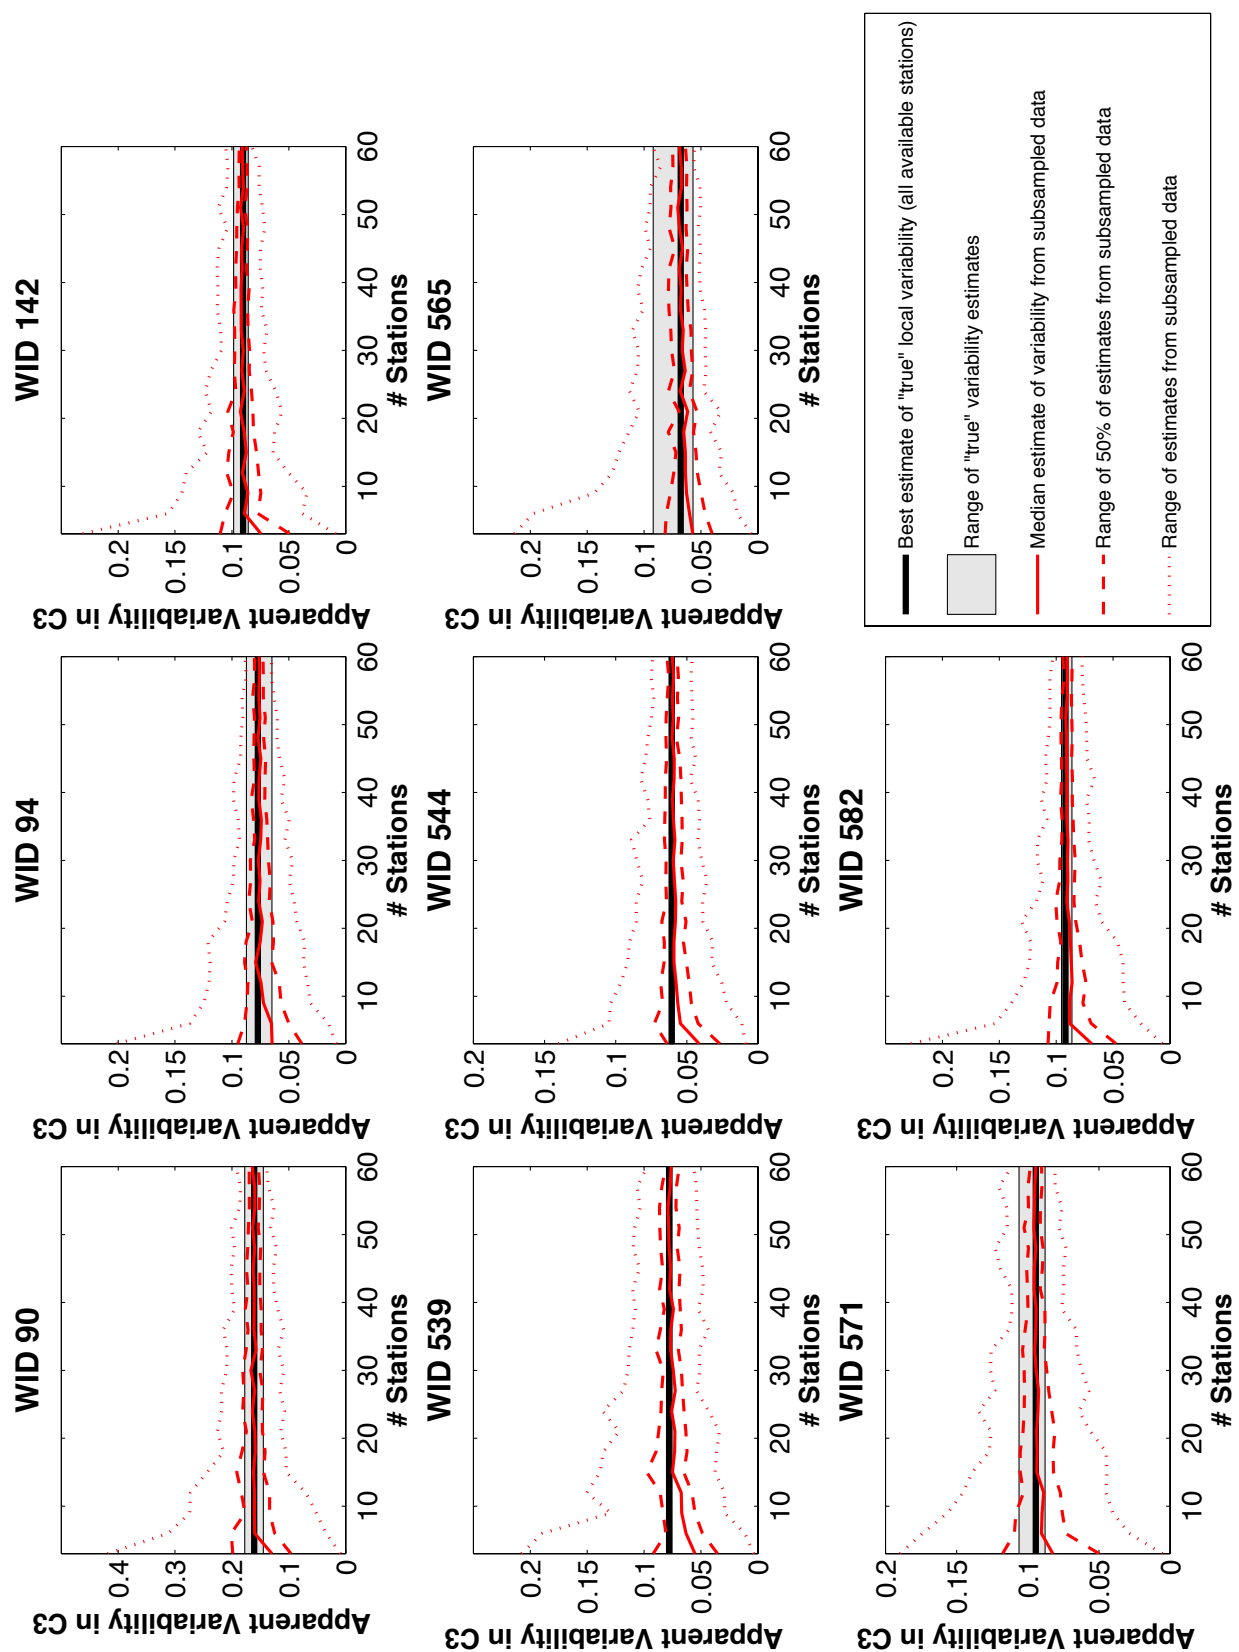 WID 90
0.4
0.3
0.2
0.1
0
Apparent Variability in C3
10 20 30 40 50 60
# Stations
WID 94
0.2
0.15
0.1
0.05
0
Apparent Variability in C3
10 20 30 40 50 60
# Stations
WID 142
0.2
0.15
0.1
0.05
0
Apparent Variability in C3
10 20 30 40 50 60
# Stations
WID 539
0.2
0.15
0.1
0.05
0
Apparent Variability in C3
10 20 30 40 50 60
# Stations
WID 544
0.2
0.15
0.1
0.05
0
Apparent Variability in C3
10 20 30 40 50 60
# Stations
WID 565
0.2
0.15
0.1
0.05
0
Apparent Variability in C3
10 20 30 40 50 60
# Stations
WID 571
0.2
0.15
0.1
0.05
0
Apparent Variability in C3
10 20 30 40 50 60
# Stations
WID 582
0.2
0.15
0.1
0.05
0
Apparent Variability in C3
10 20 30 40 50 60
# Stations
Best estimate of "true" local variability (all available stations)
Range of "true" variability estimates
Median estimate of variability from subsampled data
Range of 50% of estimates from subsampled data
Range of estimates from subsampled data